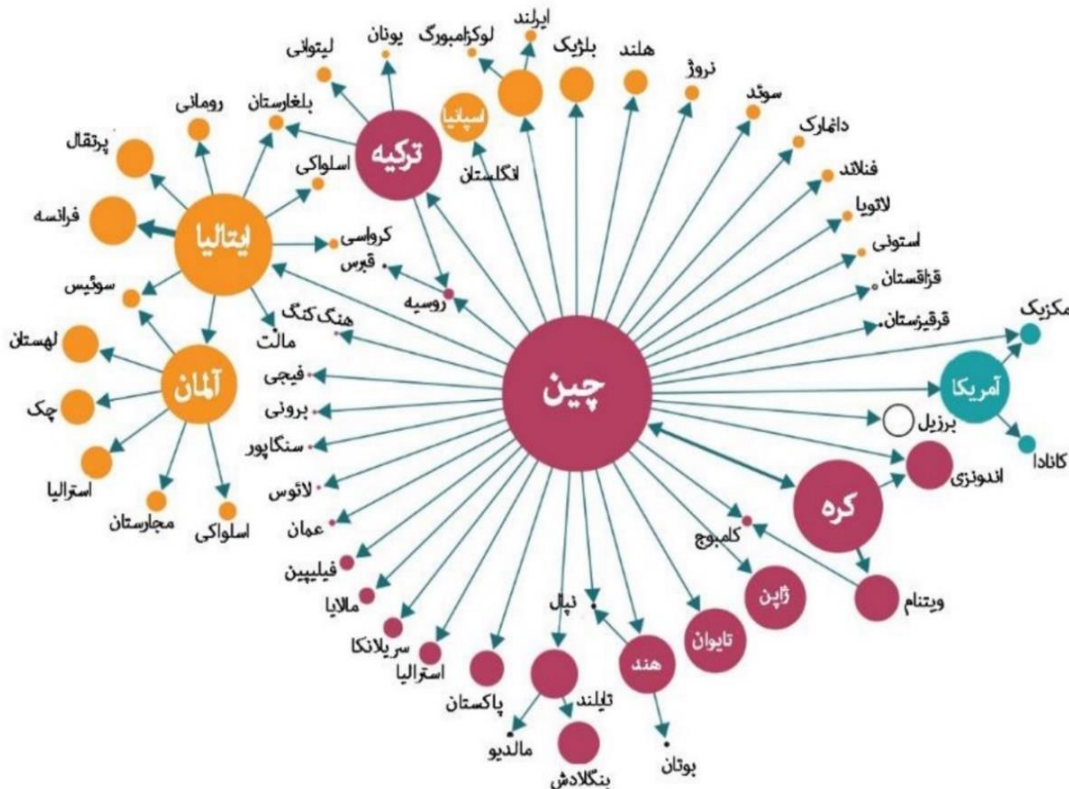 ایرلند
لوکزامبورگ
یونان
بلژیک
هلند
نروژ
سوئد
دانمارک
فنلاند
لاتویا
استونی
قزاقستان
قرقیزستان
لیتوانی
بلغارستان
رومانی
پرتقال
فرانسه
ایتالیا
ترکیه
اسپانیا
انگلستان
اسلواکی
کرواسی
قبرس
روسیه
سوئیس
مالت
هنگ کنگ
لهستان
آلمان
چک
استرالیا
مجارستان
اسلواکی
فیجی
برونی
سنگاپور
لائوس
عمان
فیلیپین
مالایا
سریلانکا
استرالیا
پاکستان
تایلند
مالدیو
بنگلادش
چین
مکزیک
آمریکا
کانادا
برزیل
اندونزی
کره
کامبوج
ویتنام
ژاپن
تایوان
نپال
هند
بوتان